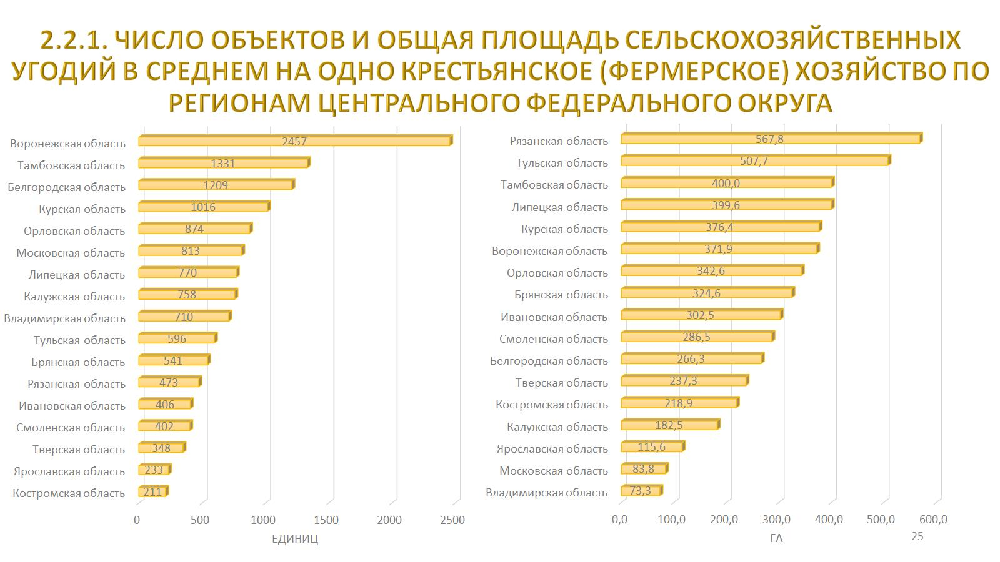 2.2.1. ЧИСЛО ОБЪЕКТОВ И ОБЩАЯ ПЛОЩАДЬ СЕЛЬСКОХОЗЯЙСТВЕННЫХ
УГОДИЙ В СРЕДНЕМ НА ОДНО КРЕСТЬЯНСКОЕ (ФЕРМЕРСКОЕ) ХОЗЯЙСТВО ПО
РЕГИОНАМ ЦЕНТРАЛЬНОГО ФЕДЕРАЛЬНОГО ОКРУГА
Воронежская область 2457
Тамбовская область 1331
Белгородская область 1209
Курская область 1016
Орловская область 874
Московская область 813
Липецкая область 770
Калужская область 758
Владимирская область 710
Тульская область 596
Брянская область 541
Рязанская область 473
Ивановская область 406
Смоленская область 402
Тверская область 348
Ярославская область 233
Костромская область 211
0 500 1000 1500 2000 2500
ЕДИНИЦ
Рязанская область 567,8
Тульская область 507,7
Тамбовская область 400,0
Липецкая область 399,6
Курская область 376,4
Воронежская область 371,9
Орловская область 342,6
Брянская область 324,6
Ивановская область 302,5
Смоленская область 286,5
Белгородская область 266,3
Тверская область 237,3
Костромская область 218,9
Калужская область 182,5
Ярославская область 115,6
Московская область 83,8
Владимирская область 73,3
0,0 100,0 200,0 300,0 400,0 500,0 600,0
ГА
25